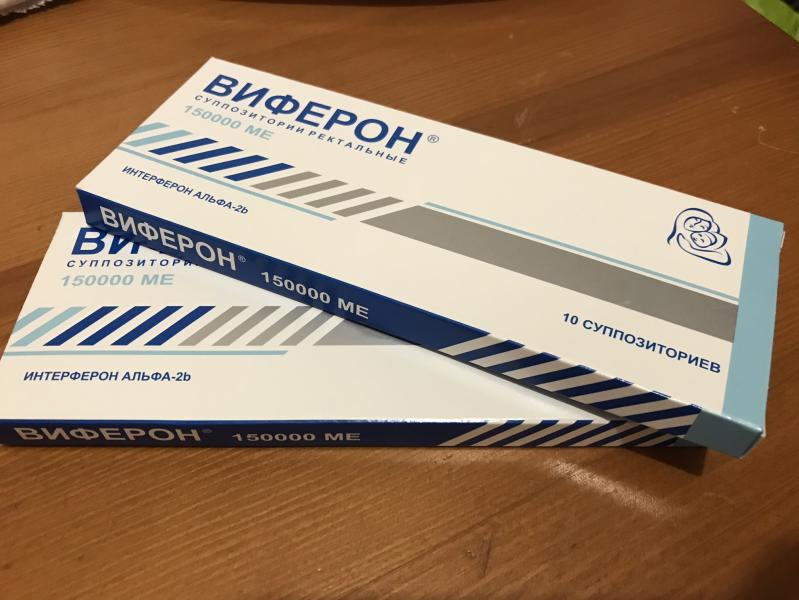 ВИФЕРОН®
СУППОЗИТОРИИ РЕКТАЛЬНЫЕ
150000 МЕ
ИНТЕРФЕРОН АЛЬФА-2b
10 СУППОЗИТОРИЕВ
ВИФЕРОН® 150000 МЕ
150000 МЕ
ИНТЕРФЕРОН АЛЬФА-2b
ВИФЕРОН® 150000 МЕ